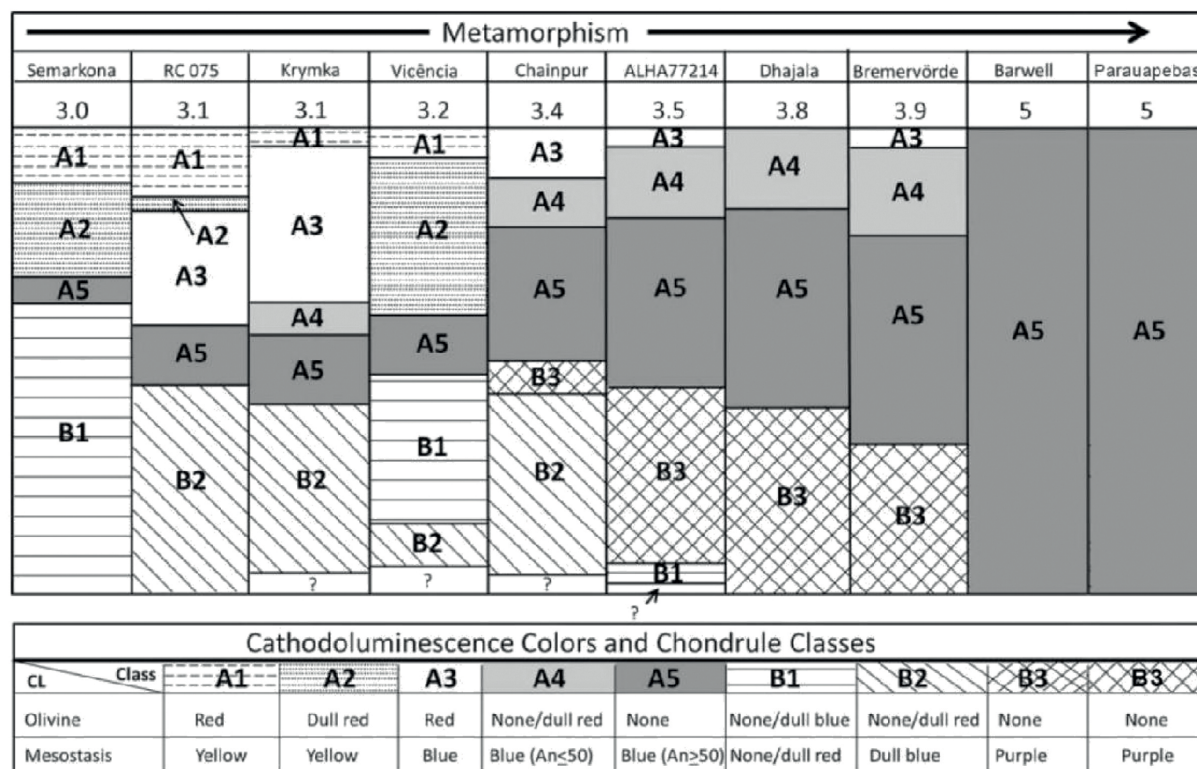 Metamorphism
Semarkona RC 075 Krymka Vicência Chainpur ALHA77214 Dhajala Bremervörde Barwell Parauapebas
3.0 3.1 3.1 3.2 3.4 3.5 3.8 3.9 5 5
A1 A2 A5 B1
A1 A2 A3 A5 B2
A1 A3 A4 A5 B2 ?
A1 A2 A5 B1 B2 ?
A3 A4 A5 B3 B2 ?
A3 A4 A5 B3 B1 ?
A4 A5 B3
A3 A4 A5 B3
A5
A5
Cathodoluminescence Colors and Chondrule Classes
CL Class A1 A2 A3 A4 A5 B1 B2 B3 B3
Olivine Red Dull red Red None/dull red None None/dull blue None/dull red None None
Mesostasis Yellow Yellow Blue Blue (An≤50) Blue (An≥50) None/dull red Dull blue Purple Purple